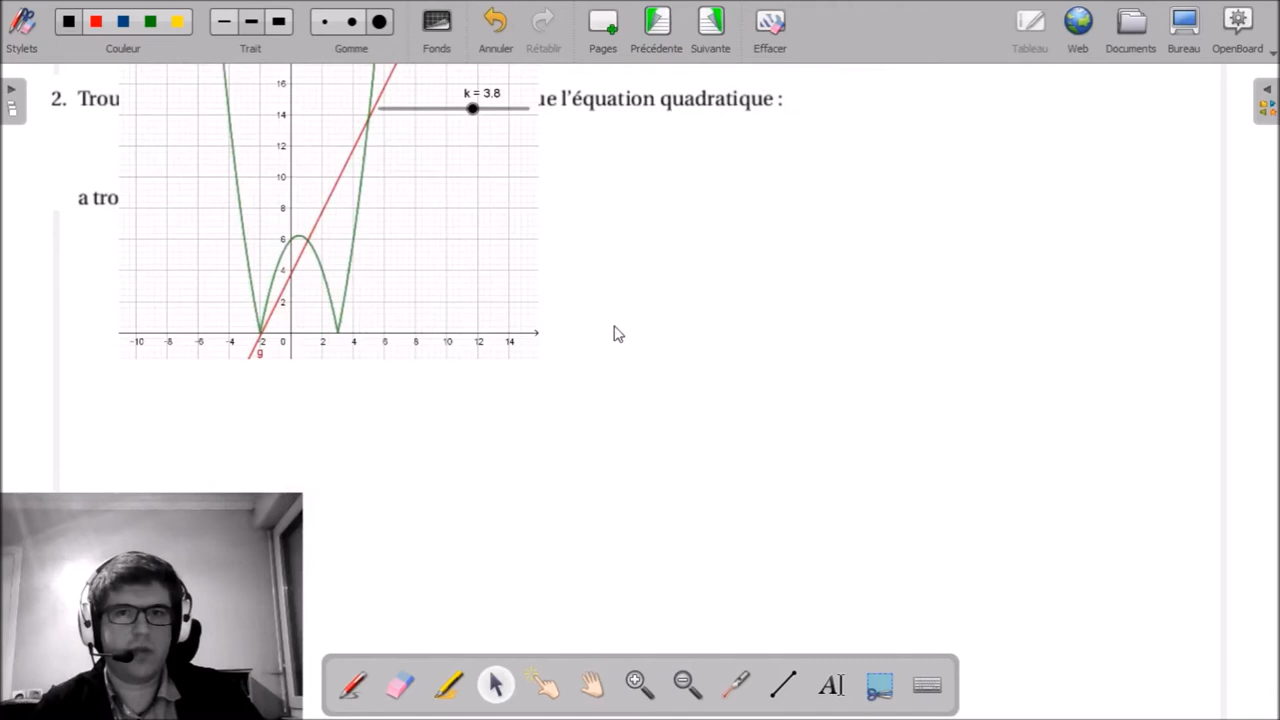 Stylets Couleur Trait Gomme Fonds Annuler Rétablir Pages Précédente Suivante Effacer Tableau Web Documents Bureau OpenBoard
k = 3.8
2. Trou ue l'équation quadratique :
a tro
16
14
12
10
8
6
4
2
-10 -8 -6 -4 -2 0 2 4 6 8 10 12 14
g
AI